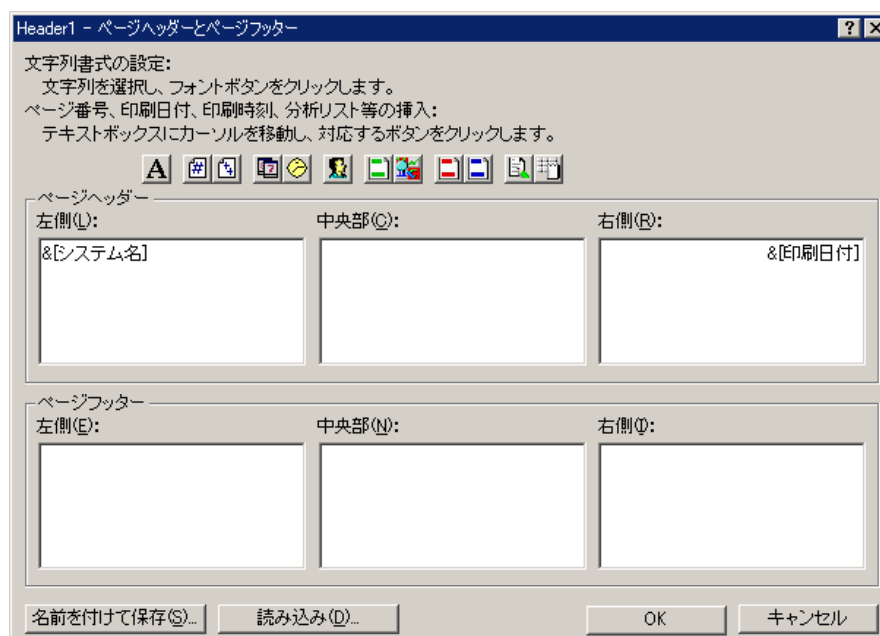 Header1 - ページヘッダーとページフッター
文字列書式の設定:
文字列を選択し、フォントボタンをクリックします。
ページ番号、印刷日付、印刷時刻、分析リスト等の挿入:
テキストボックスにカーソルを移動し、対応するボタンをクリックします。
A
ページヘッダー
左側(L): 中央部(C): 右側(R):
&[システム名] &[印刷日付]
ページフッター
左側(E): 中央部(N): 右側(I):
名前を付けて保存(S)... 読み込み(D)... OK キャンセル